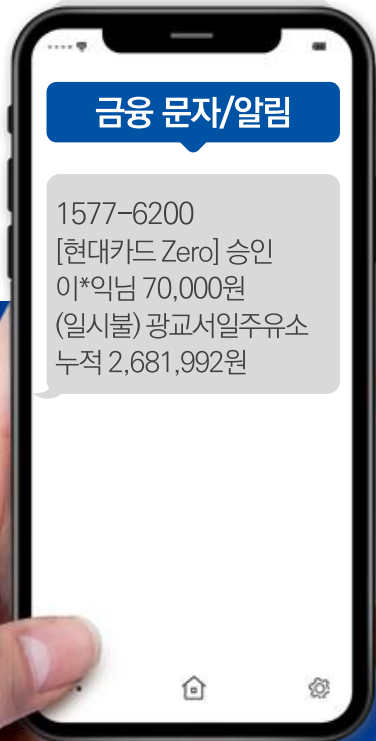 금융 문자/알림
1577-6200
[현대카드 Zero] 승인
이*익님 70,000원
(일시불) 광교서일주유소
누적 2,681,992원